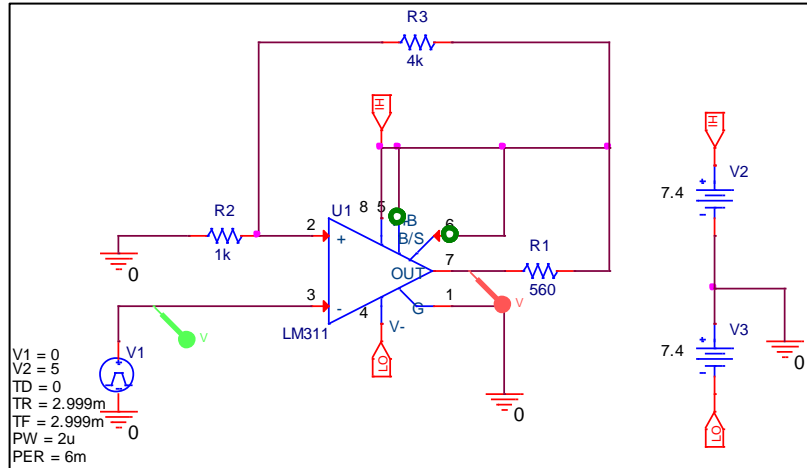 R3
4k
HI
V2
7.4
8 5
U1
B
6
R2
2
+
B/S
1k
R1
0
7
OUT
560
3
-
G
1
V3
4
LM311
V-
7.4
0
V
V
V1
LO
0
LO
0
V1 = 0
V2 = 5
TD = 0
TR = 2.999m
TF = 2.999m
PW = 2u
PER = 6m
0
HI